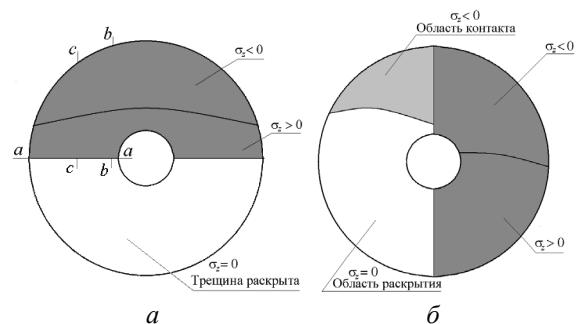 c
b
σz < 0
a
a
c
b
σz > 0
σz = 0
Трещина раскрыта
а
σz < 0
Область контакта
σz < 0
σz = 0
Область раскрытия
σz > 0
б